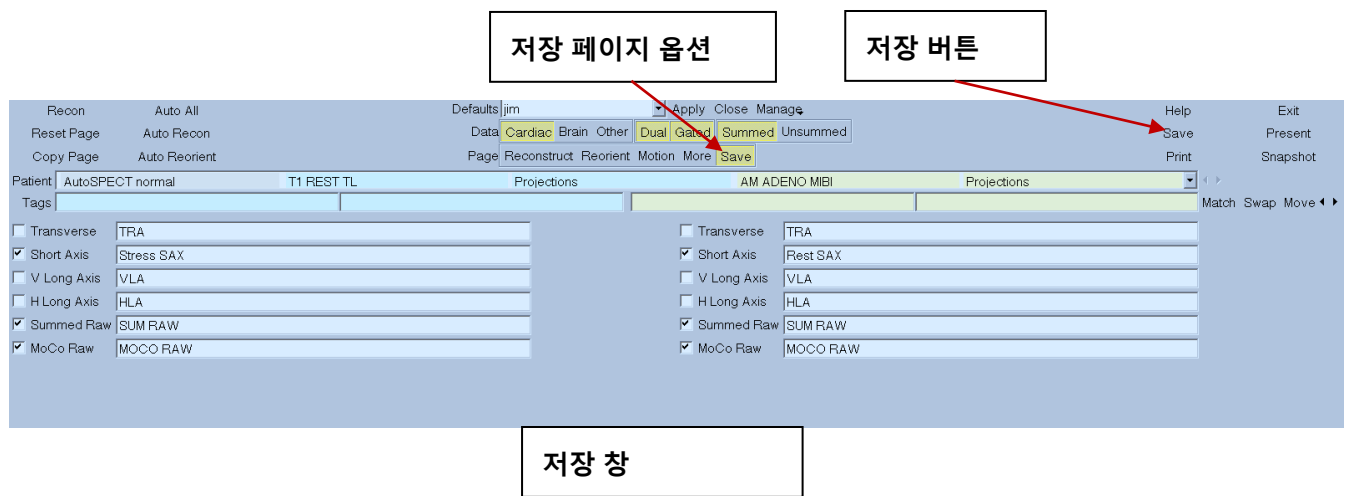 저장 페이지 옵션 저장 버튼
Recon Auto All Defaults jim Apply Close Manage Help Exit
Reset Page Auto Recon Data Cardiac Brain Other Dual Gated Summed Unsummed Save Present
Copy Page Auto Reorient Page Reconstruct Reorient Motion More Save Print Snapshot
Patient AutoSPECT normal T1 REST TL Projections AM ADENO MIBI Projections
Tags Match Swap Move
Transverse TRA Transverse TRA
Short Axis Stress SAX Short Axis Rest SAX
V Long Axis VLA V Long Axis VLA
H Long Axis HLA H Long Axis HLA
Summed Raw SUM RAW Summed Raw SUM RAW
MoCo Raw MOCO RAW MoCo Raw MOCO RAW
저장 창